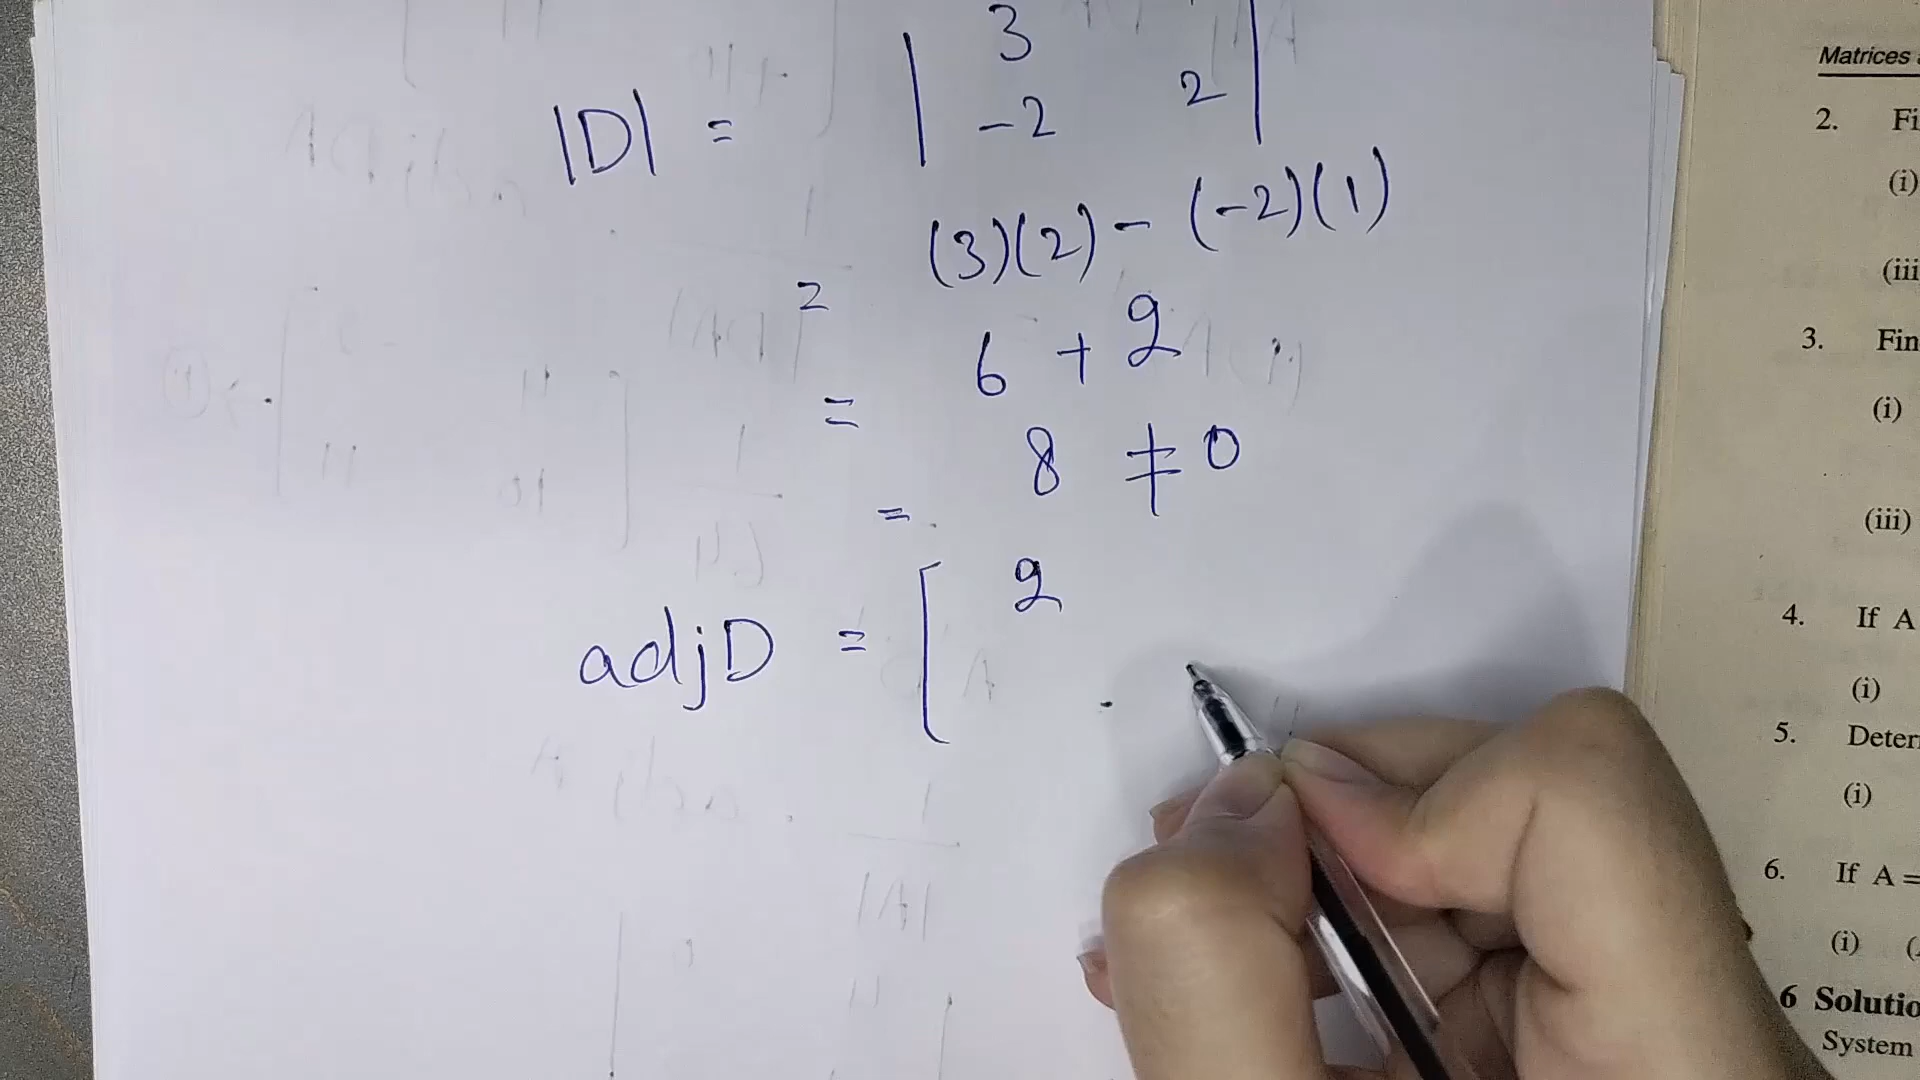 3
|D| = | -2 2 |
= (3)(2) - (-2)(1)
= 6 + 2
= 8 ≠ 0
adjD = [ 2
Matrices
2. Fi
(i)
(iii
3. Fin
(i)
(iii)
4. If A
(i)
5. Deter
(i)
6. If A =
(i) (
6 Solutio
System